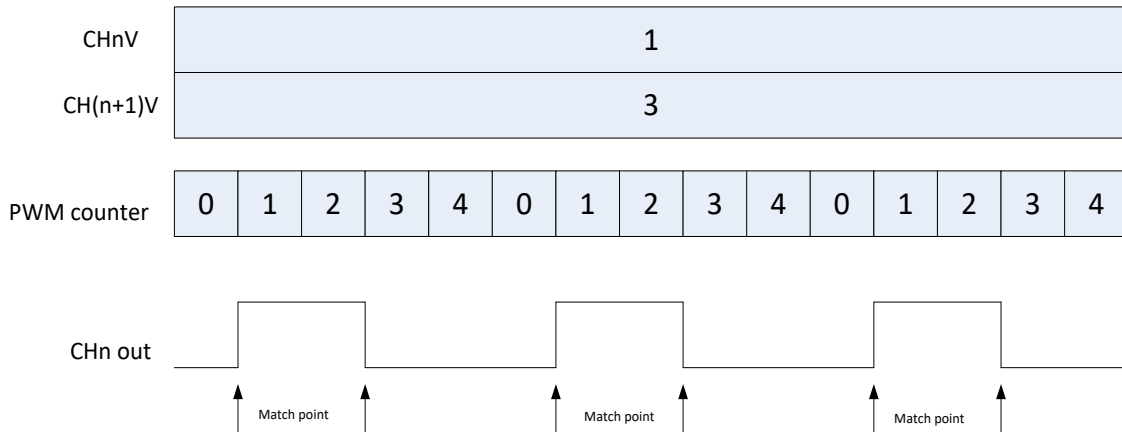 CHnV 1
CH(n+1)V 3
PWM counter 0 1 2 3 4 0 1 2 3 4 0 1 2 3 4
CHn out
Match point Match point Match point